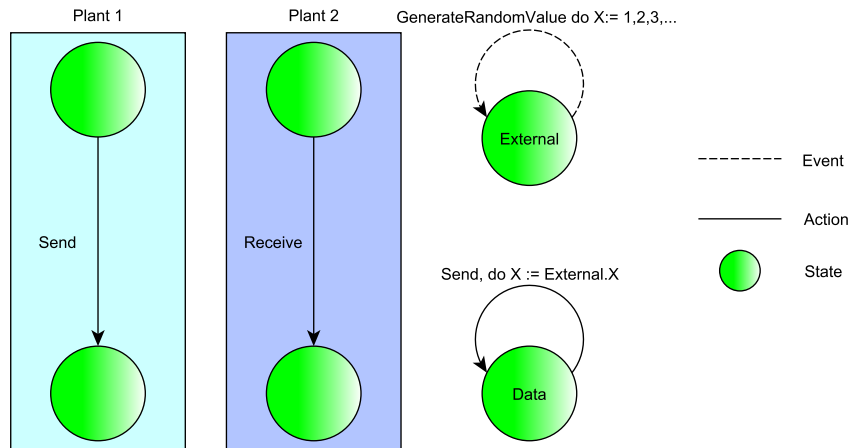 Plant 1
Plant 2
GenerateRandomValue do X:= 1,2,3,...
External
Event
Action
Send
Receive
Send, do X := External.X
State
Data